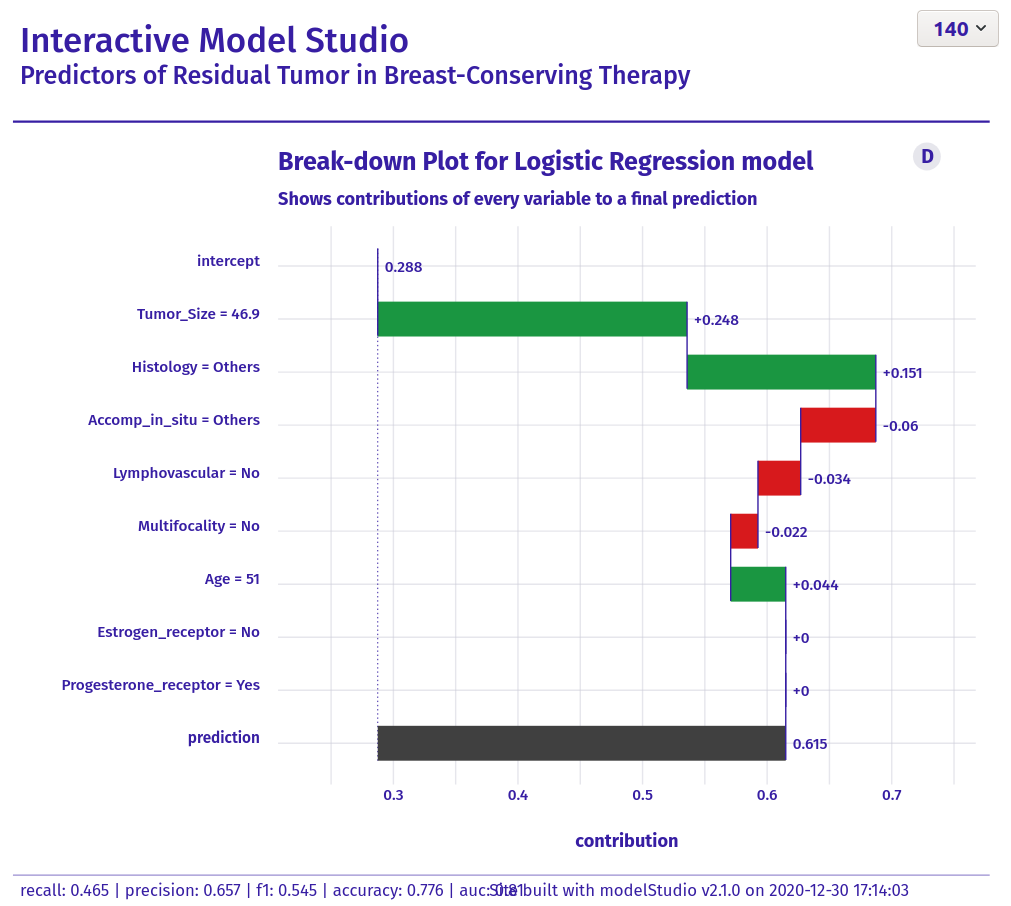 Interactive Model Studio
140
Predictors of Residual Tumor in Breast-Conserving Therapy
Break-down Plot for Logistic Regression model
D
Shows contributions of every variable to a final prediction
intercept
0.288
Tumor_Size = 46.9
+0.248
Histology = Others
+0.151
Accomp_in_situ = Others
-0.06
Lymphovascular = No
-0.034
Multifocality = No
-0.022
Age = 51
+0.044
Estrogen_receptor = No
+0
Progesterone_receptor = Yes
+0
prediction
0.615
0.3 0.4 0.5 0.6 0.7
contribution
recall: 0.465 | precision: 0.657 | f1: 0.545 | accuracy: 0.776 | auc: 0.81
Site built with modelStudio v2.1.0 on 2020-12-30 17:14:03